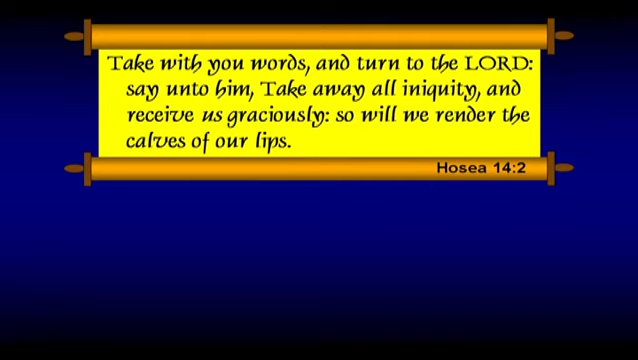 Take with you words, and turn to the LORD:
say unto him, Take away all iniquity, and
receive us graciously: so will we render the
calves of our lips.
Hosea 14:2